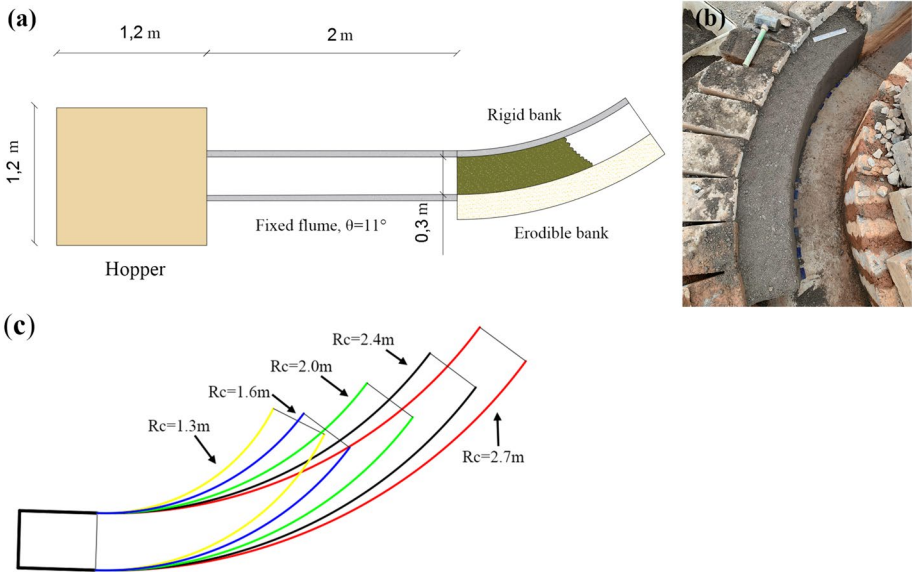 (a)
1,2 m
2 m
1,2 m
Rigid bank
0,3 m
Fixed flume, θ=11°
Erodible bank
Hopper
(b)
(c)
Rc=2.4m
Rc=2.0m
Rc=1.6m
Rc=1.3m
Rc=2.7m